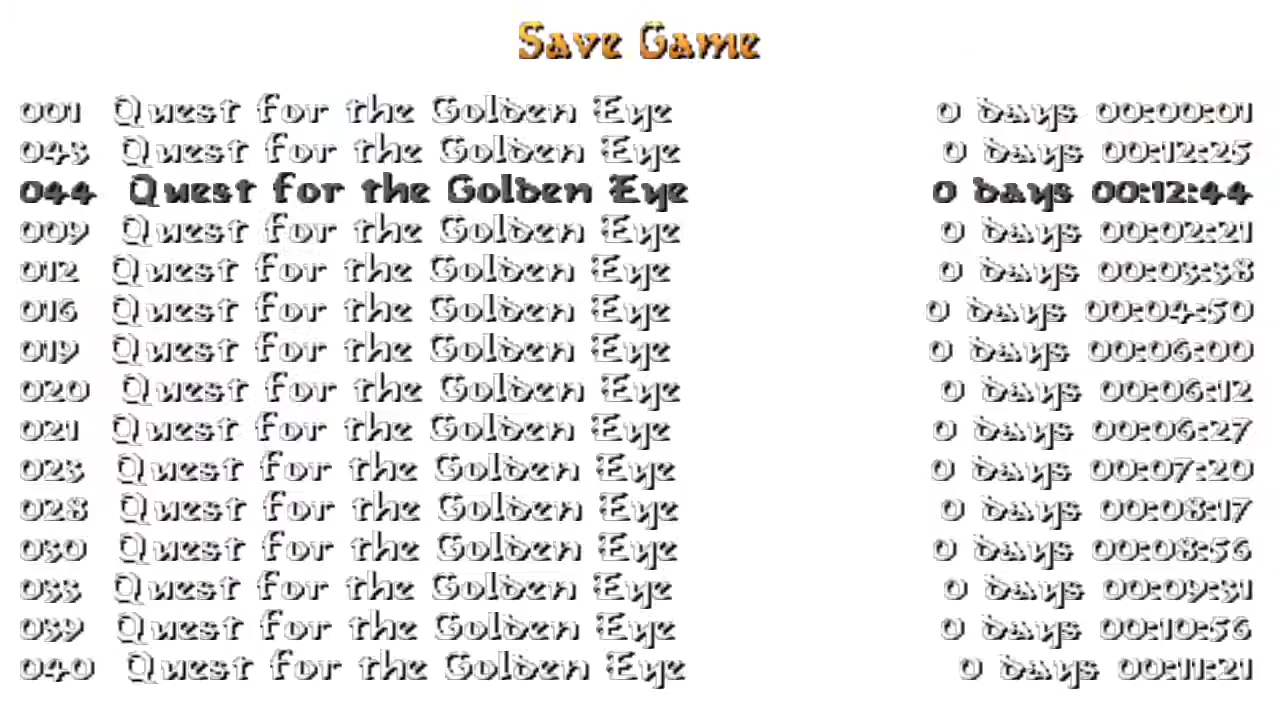 Save Game
001 Quest for the Golden Eye 0 days 00:00:01
043 Quest for the Golden Eye 0 days 00:12:25
044 Quest for the Golden Eye 0 days 00:12:44
009 Quest for the Golden Eye 0 days 00:02:21
012 Quest for the Golden Eye 0 days 00:03:38
016 Quest for the Golden Eye 0 days 00:04:50
019 Quest for the Golden Eye 0 days 00:06:00
020 Quest for the Golden Eye 0 days 00:06:12
021 Quest for the Golden Eye 0 days 00:06:27
023 Quest for the Golden Eye 0 days 00:07:20
028 Quest for the Golden Eye 0 days 00:08:17
030 Quest for the Golden Eye 0 days 00:08:56
033 Quest for the Golden Eye 0 days 00:09:31
039 Quest for the Golden Eye 0 days 00:10:56
040 Quest for the Golden Eye 0 days 00:11:21